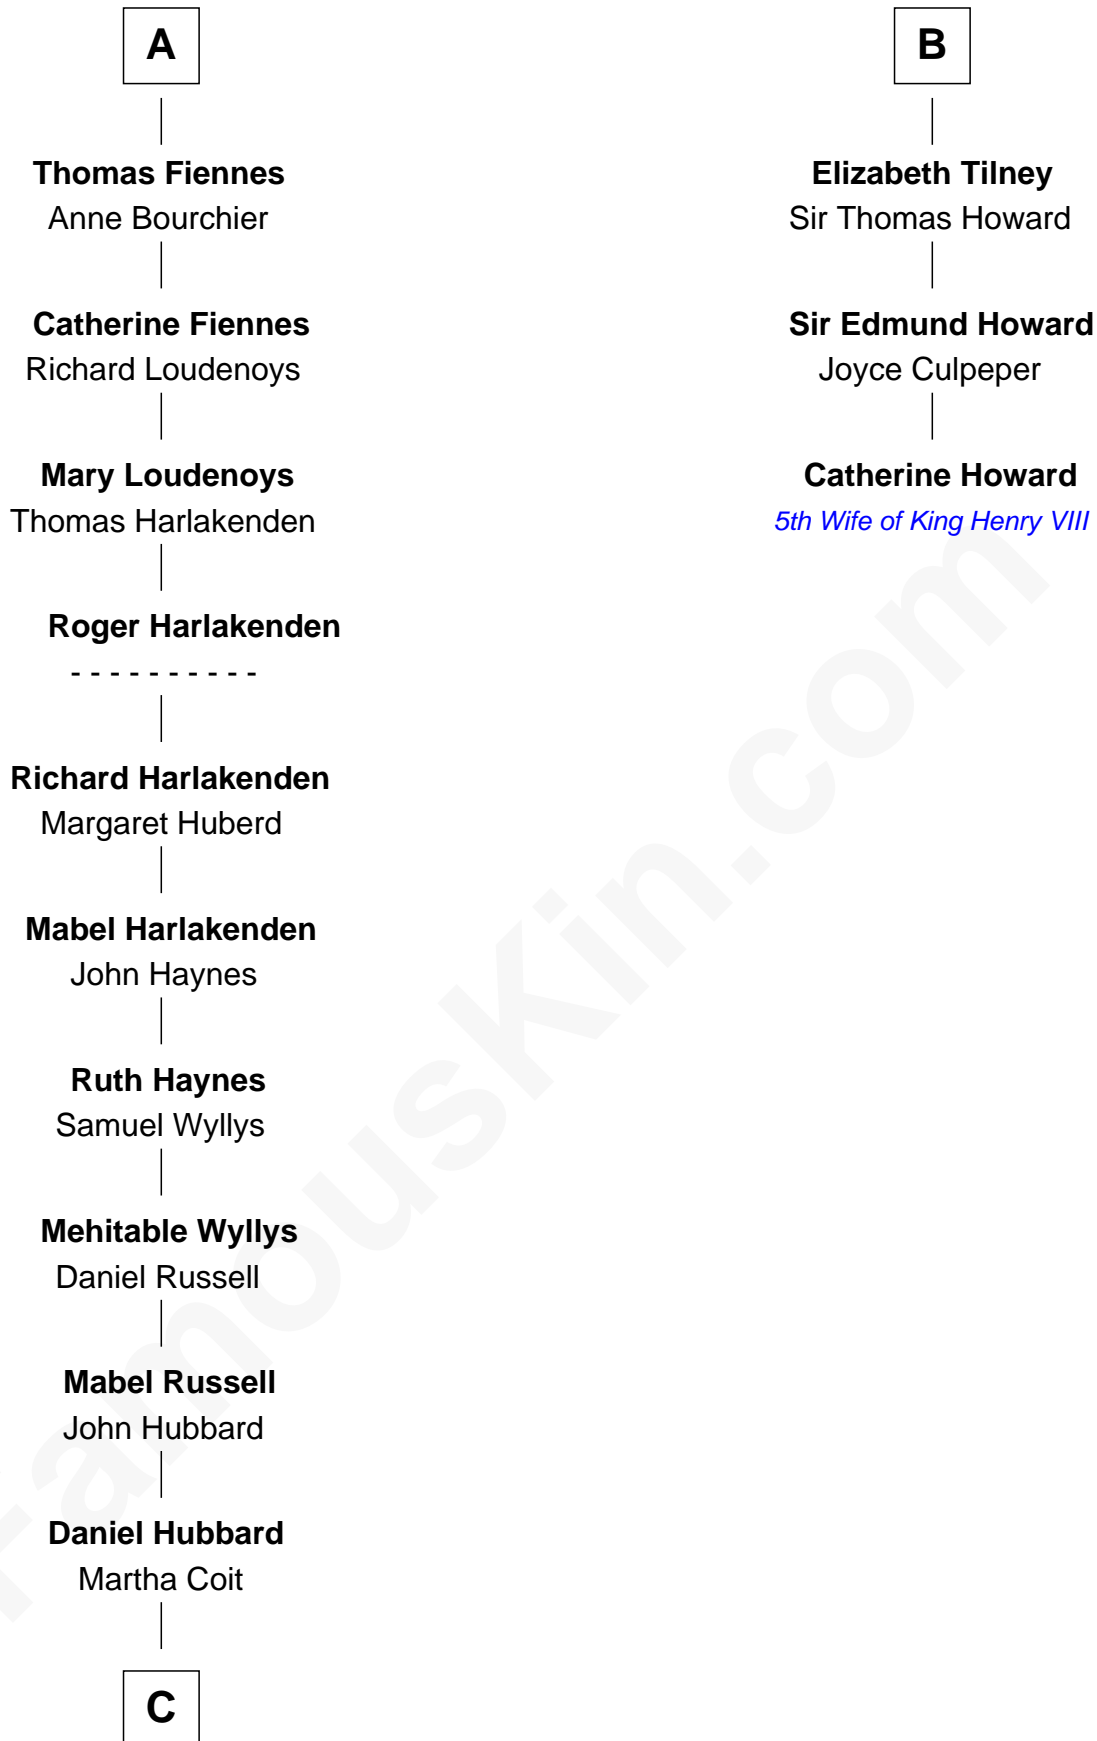 A
Thomas Fiennes
Anne Bourchier
Catherine Fiennes
Richard Loudenoys
Mary Loudenoys
Thomas Harlakenden
Roger Harlakenden
- - - - - - - - - -
Richard Harlakenden
Margaret Huberd
Mabel Harlakenden
John Haynes
Ruth Haynes
Samuel Wyllys
Mehitable Wyllys
Daniel Russell
Mabel Russell
John Hubbard
Daniel Hubbard
Martha Coit
C
B
Elizabeth Tilney
Sir Thomas Howard
Sir Edmund Howard
Joyce Culpeper
Catherine Howard
5th Wife of King Henry VIII
FamousKin.com